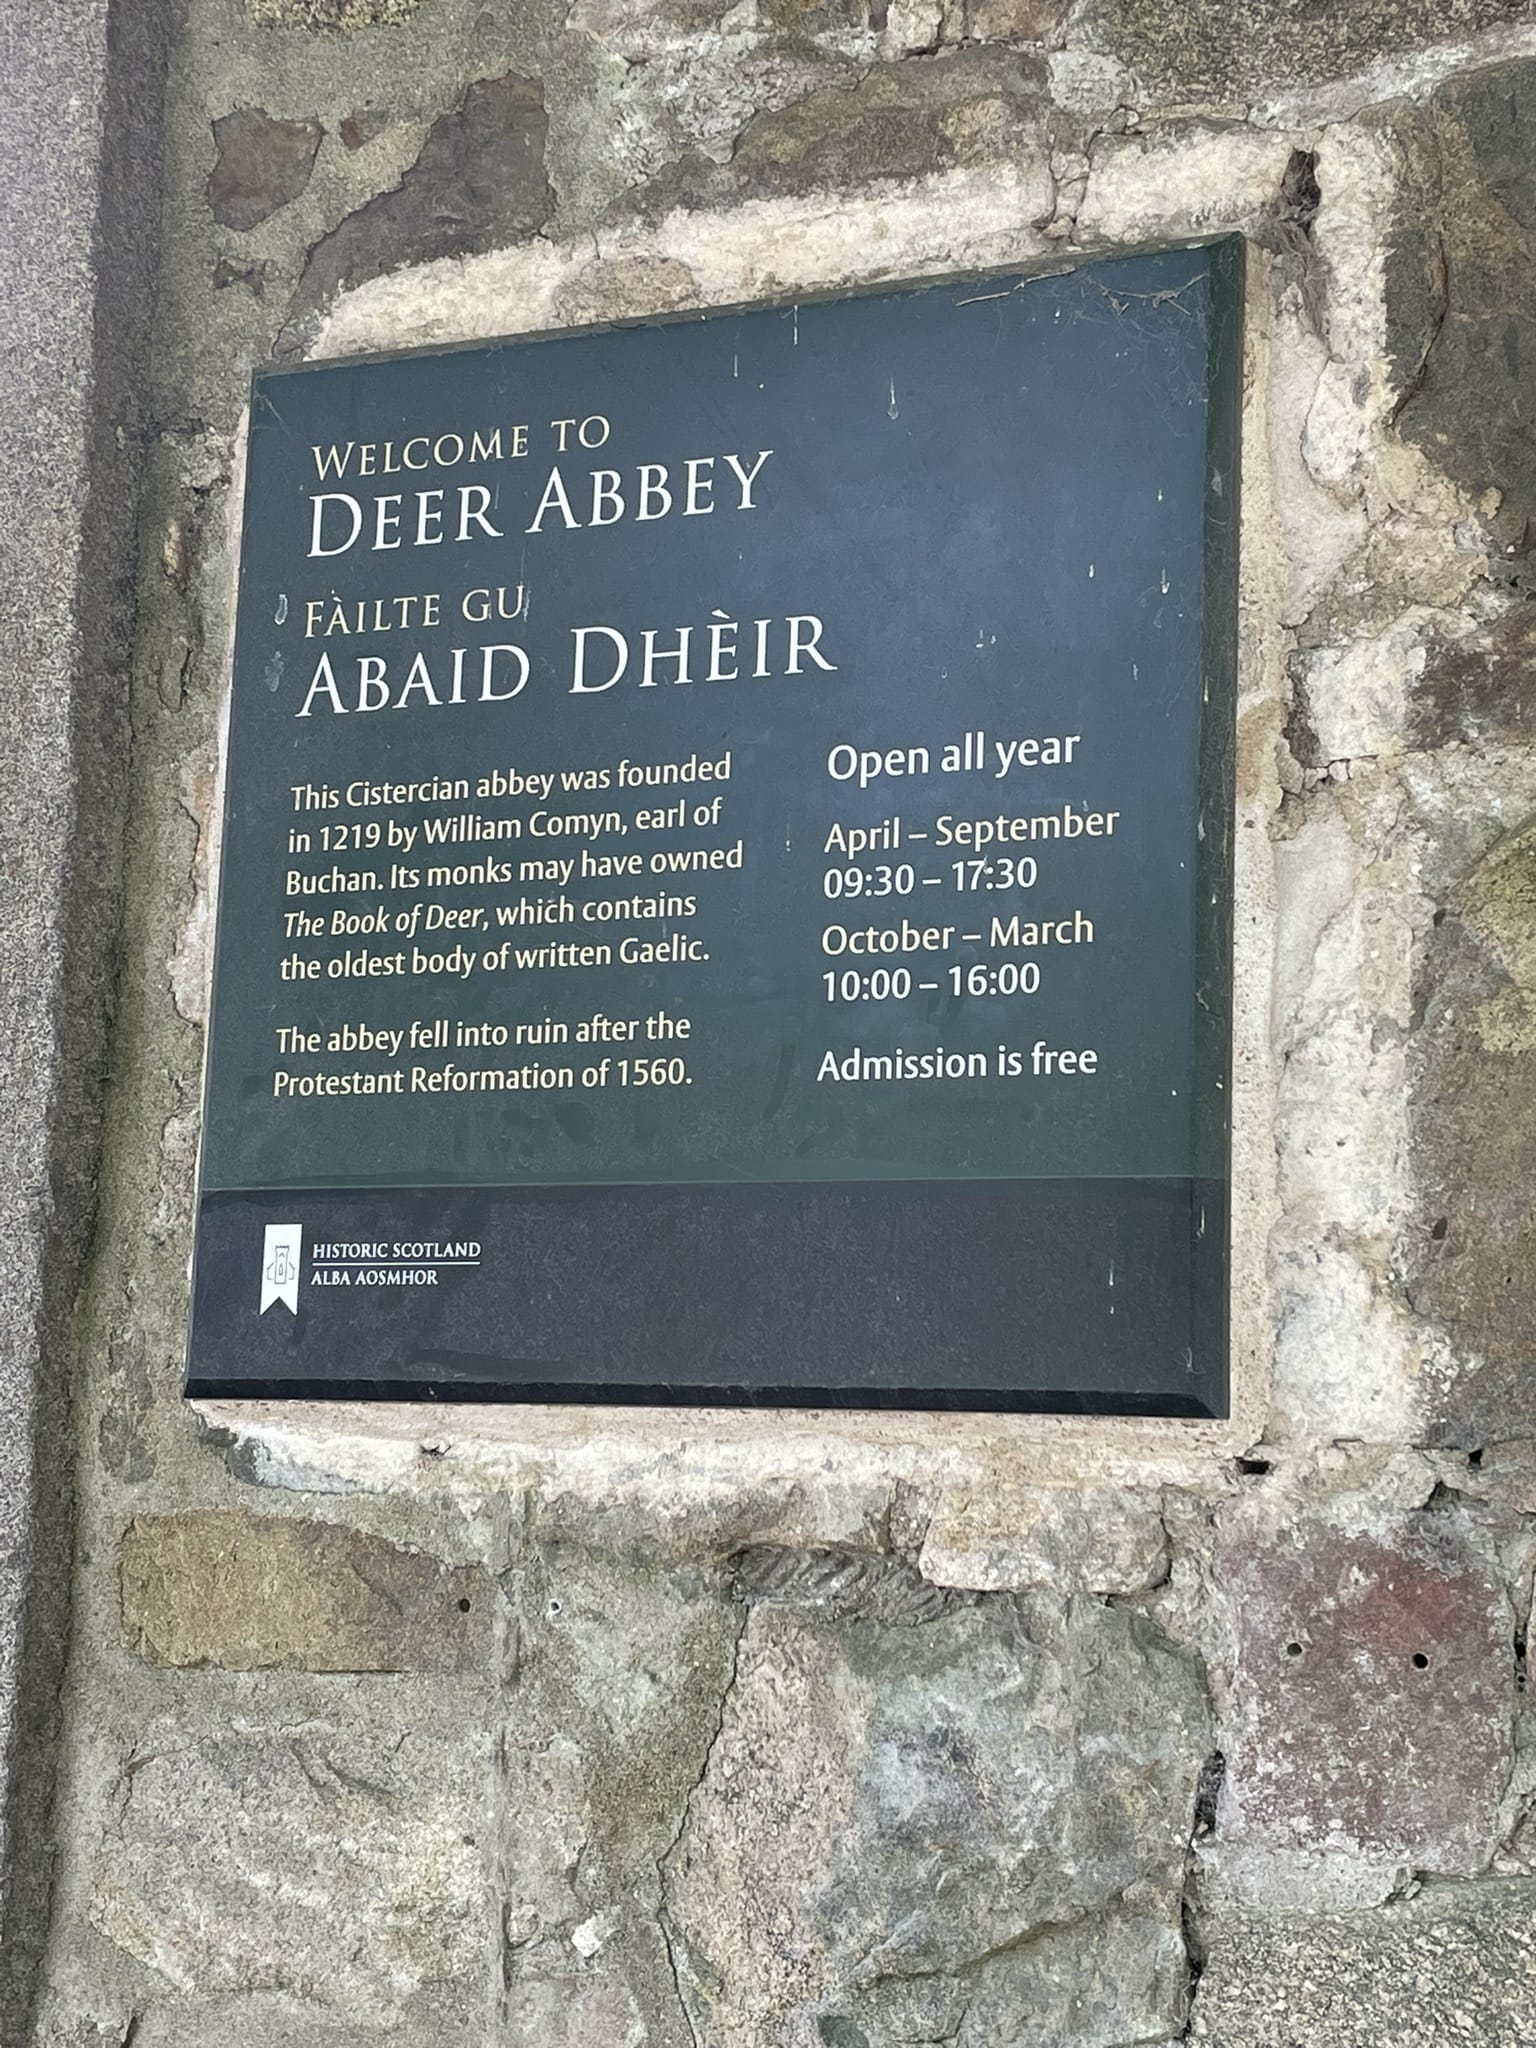 WELCOME TO
DEER ABBEY
FÀILTE GU
ABAID DHÈIR
This Cistercian abbey was founded
in 1219 by William Comyn, earl of
Buchan. Its monks may have owned
The Book of Deer, which contains
the oldest body of written Gaelic.
The abbey fell into ruin after the
Protestant Reformation of 1560.
Open all year
April – September
09:30 – 17:30
October – March
10:00 – 16:00
Admission is free
HISTORIC SCOTLAND
ALBA AOSMHOR